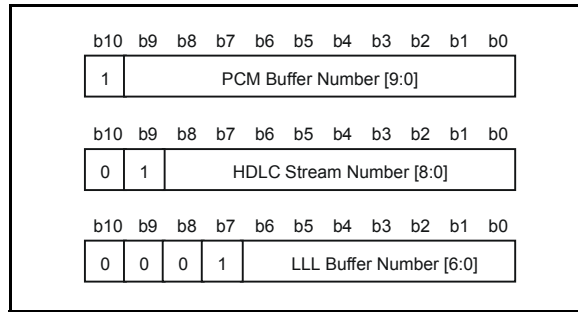 b10 b9 b8 b7 b6 b5 b4 b3 b2 b1 b0
1 PCM Buffer Number [9:0]
b10 b9 b8 b7 b6 b5 b4 b3 b2 b1 b0
0 1 HDLC Stream Number [8:0]
b10 b9 b8 b7 b6 b5 b4 b3 b2 b1 b0
0 0 0 1 LLL Buffer Number [6:0]